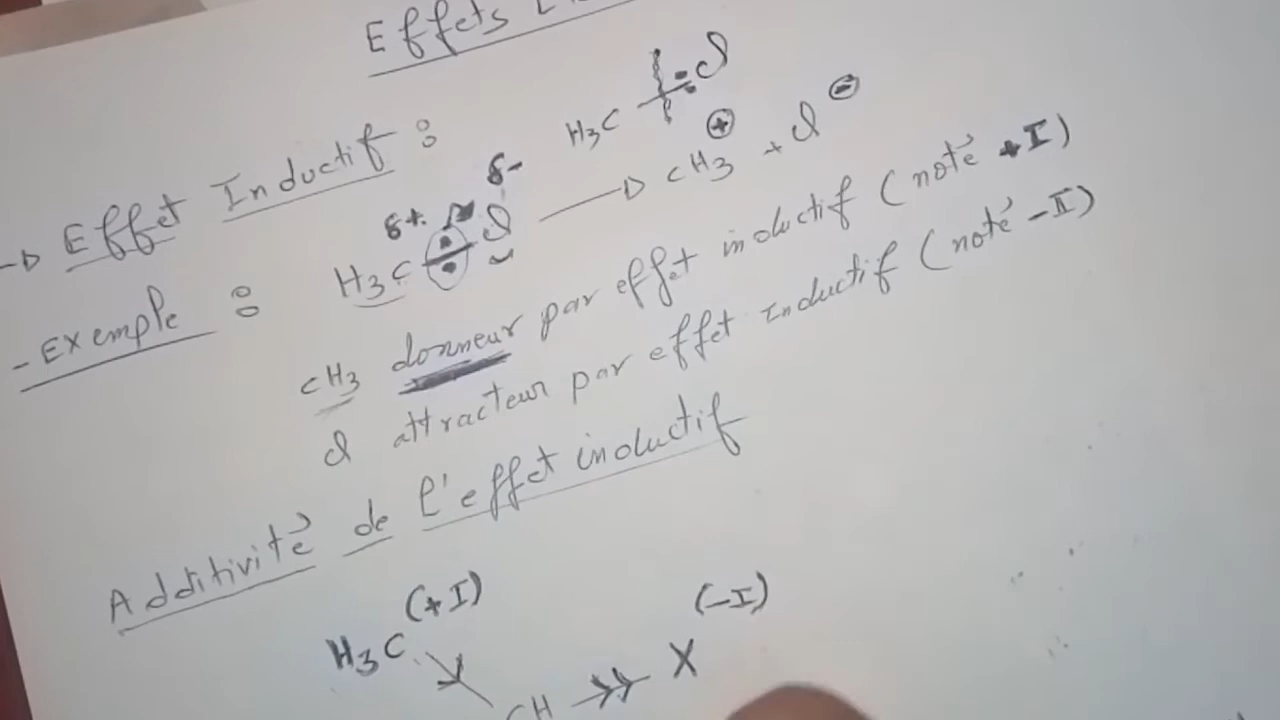 Effets
H3C Cl
→ Effet Inductif :
- Exemple : H3C δ+ Cl δ- → CH3 ⊕ + Cl ⊖
CH3 donneur par effet inductif (noté +I)
Cl attracteur par effet Inductif (noté -I)
Additivité de l'effet inductif
(+I) (-I)
H3C
CH X